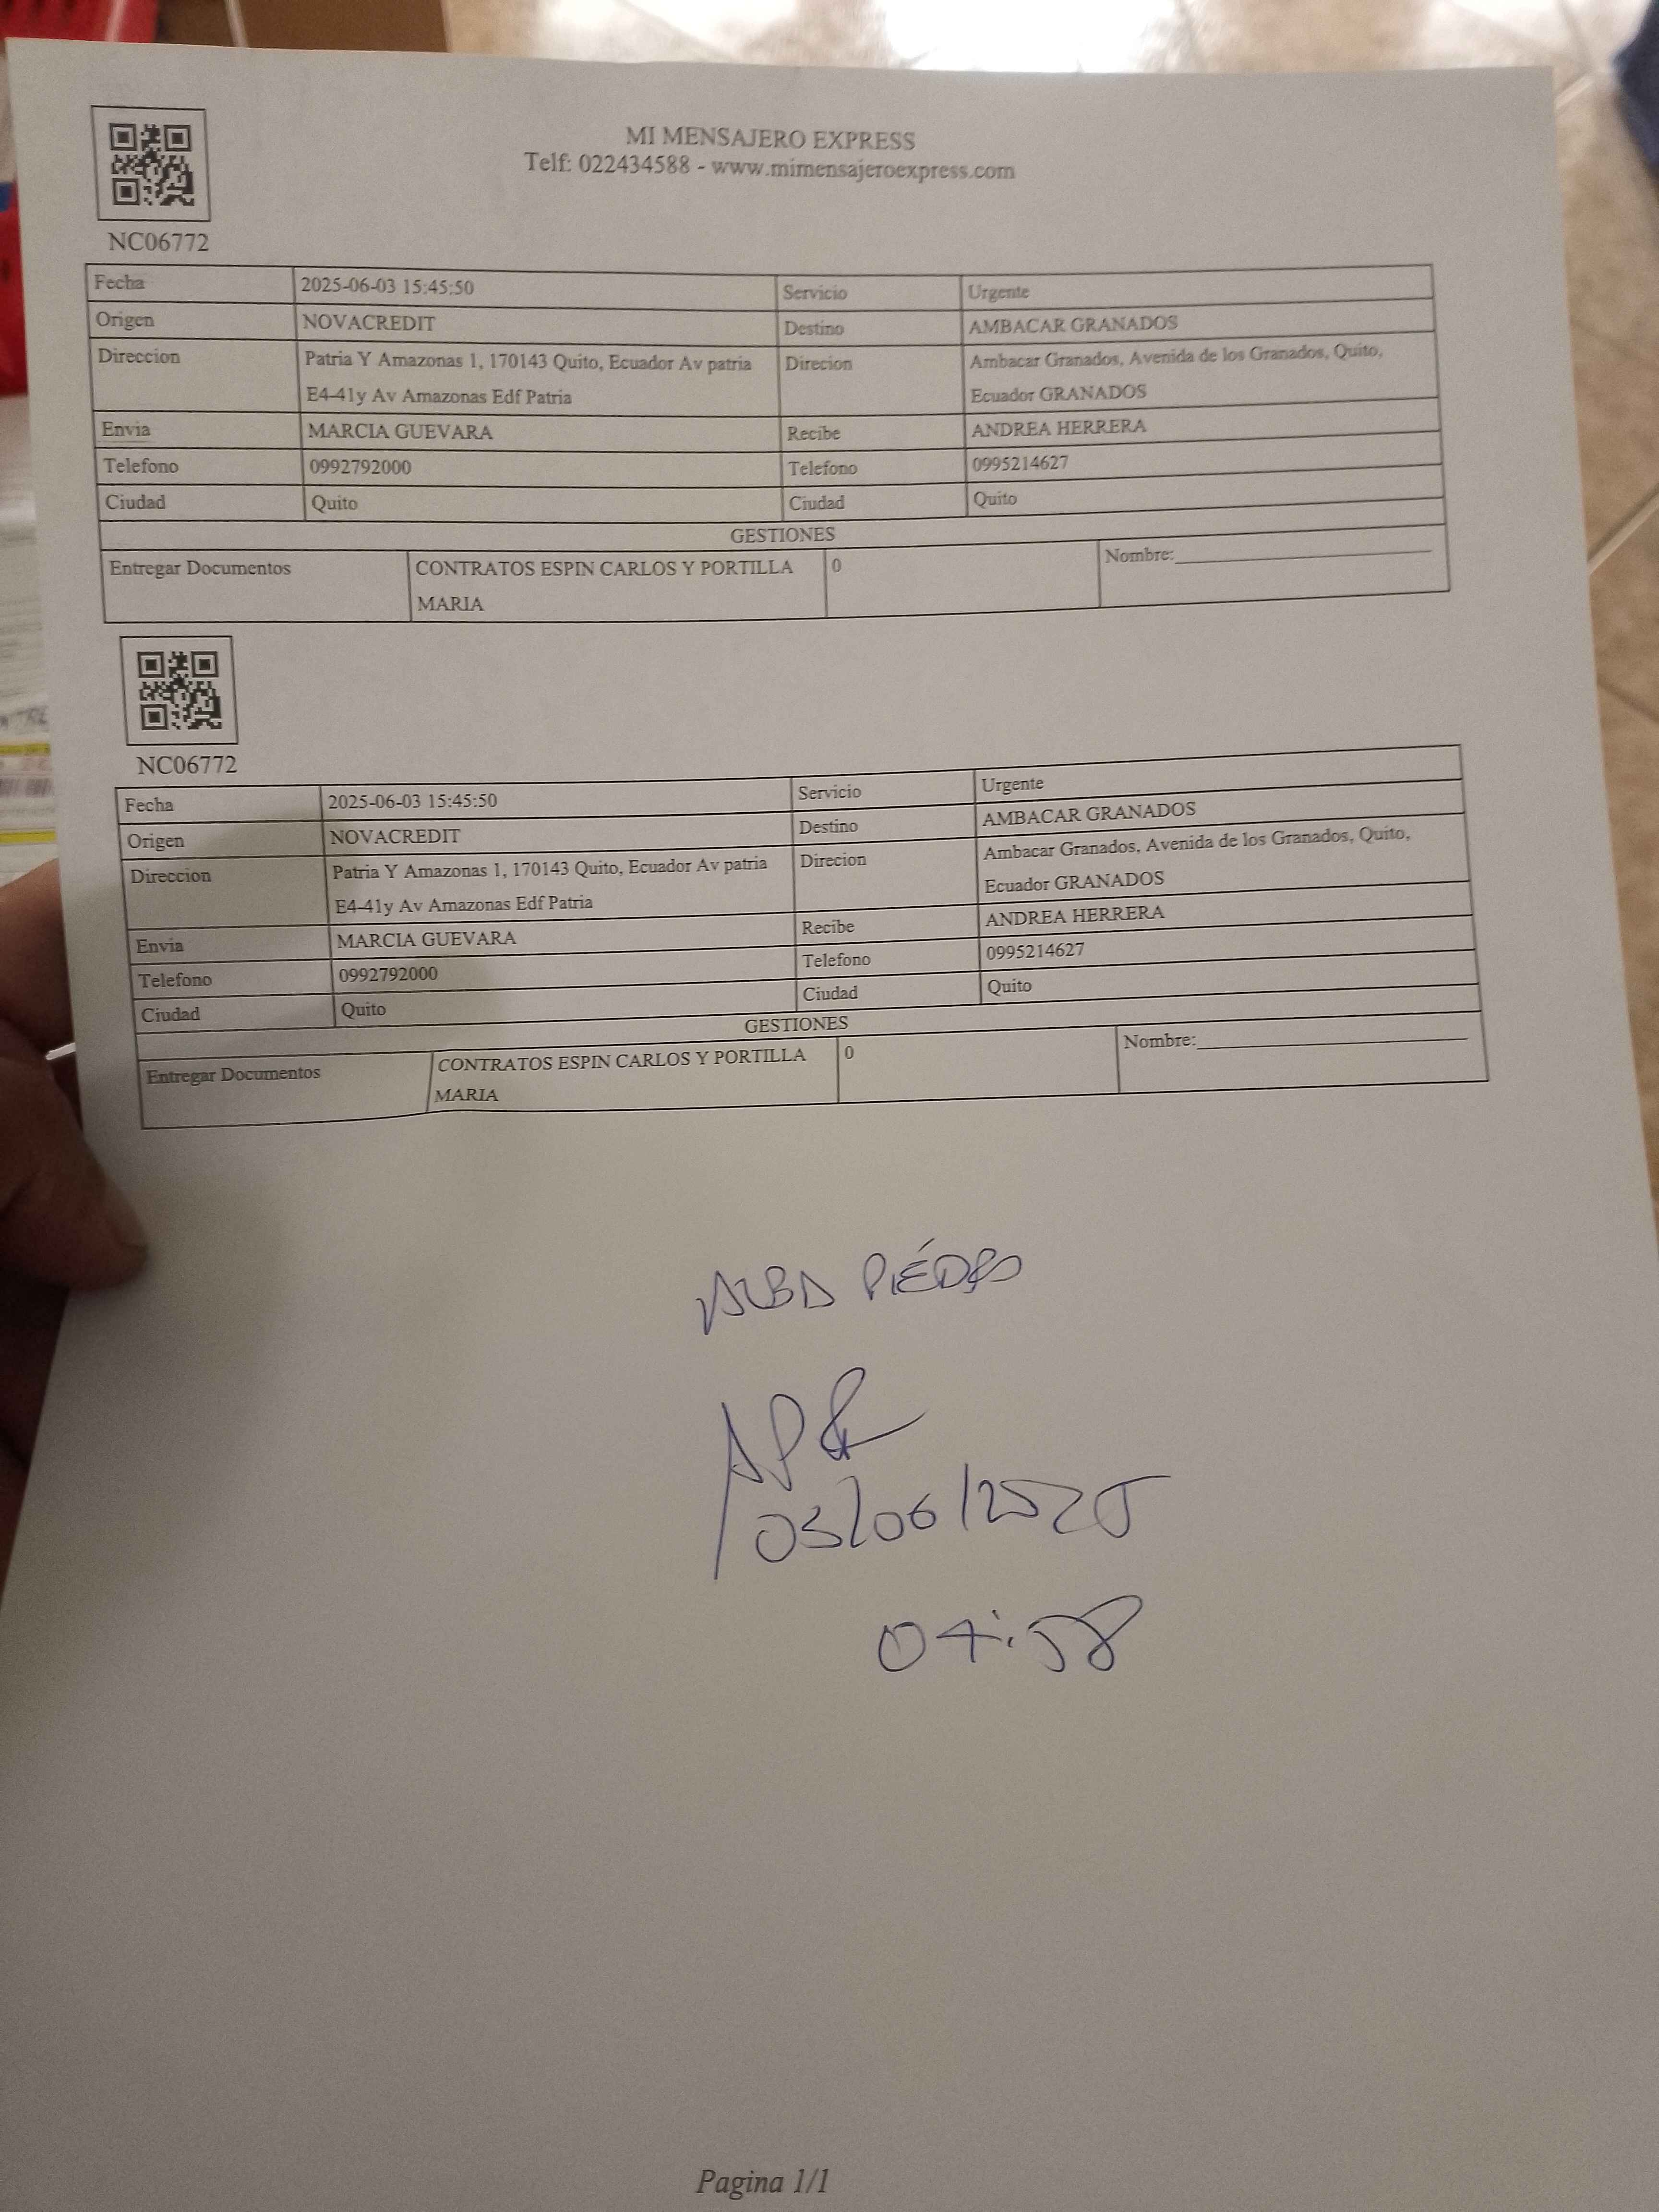 MI MENSAJERO EXPRESS
Telf: 022434588 - www.mimensajeroexpress.com
NC06772
Fecha 2025-06-03 15:45:50 Servicio Urgente
Origen NOVACREDIT Destino AMBACAR GRANADOS
Direccion Patria Y Amazonas 1, 170143 Quito, Ecuador Av patria Direcion Ambacar Granados, Avenida de los Granados, Quito,
E4-41y Av Amazonas Edf Patria Ecuador GRANADOS
Envia MARCIA GUEVARA Recibe ANDREA HERRERA
Telefono 0992792000 Telefono 0995214627
Ciudad Quito Ciudad Quito
GESTIONES
Entregar Documentos CONTRATOS ESPIN CARLOS Y PORTILLA 0 Nombre:
MARIA
NC06772
Fecha 2025-06-03 15:45:50 Servicio Urgente
Origen NOVACREDIT Destino AMBACAR GRANADOS
Direccion Patria Y Amazonas 1, 170143 Quito, Ecuador Av patria Direcion Ambacar Granados, Avenida de los Granados, Quito,
E4-41y Av Amazonas Edf Patria Ecuador GRANADOS
Envia MARCIA GUEVARA Recibe ANDREA HERRERA
Telefono 0992792000 Telefono 0995214627
Ciudad Quito Ciudad Quito
GESTIONES
Entregar Documentos CONTRATOS ESPIN CARLOS Y PORTILLA 0 Nombre:
MARIA
ALBA
03/06/2025
04:58
Pagina 1/1